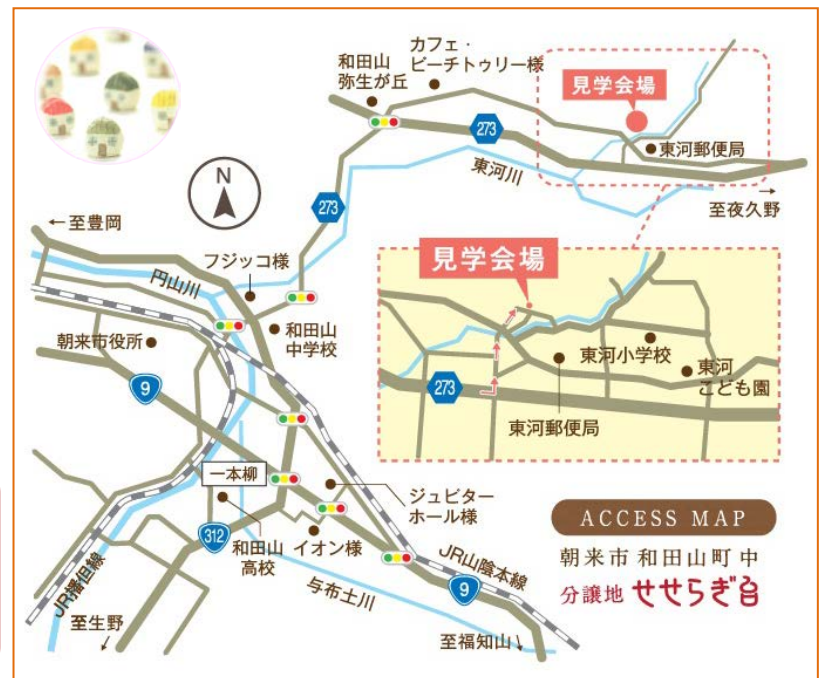 和田山
弥生が丘
カフェ・
ビーチトゥリー様
見学会場
273
東河郵便局
東河川
至夜久野
N
273
←至豊岡
フジッコ様
円山川
見学会場
和田山
中学校
朝来市役所
東河小学校
東河
こども園
273
9
東河郵便局
一本柳
ジュピター
ホール様
312
和田山
高校
イオン様
JR山陰本線
JR播但線
与布土川
9
至生野
至福知山
ACCESS MAP
朝来市和田山町中
分譲地 せせらぎ台